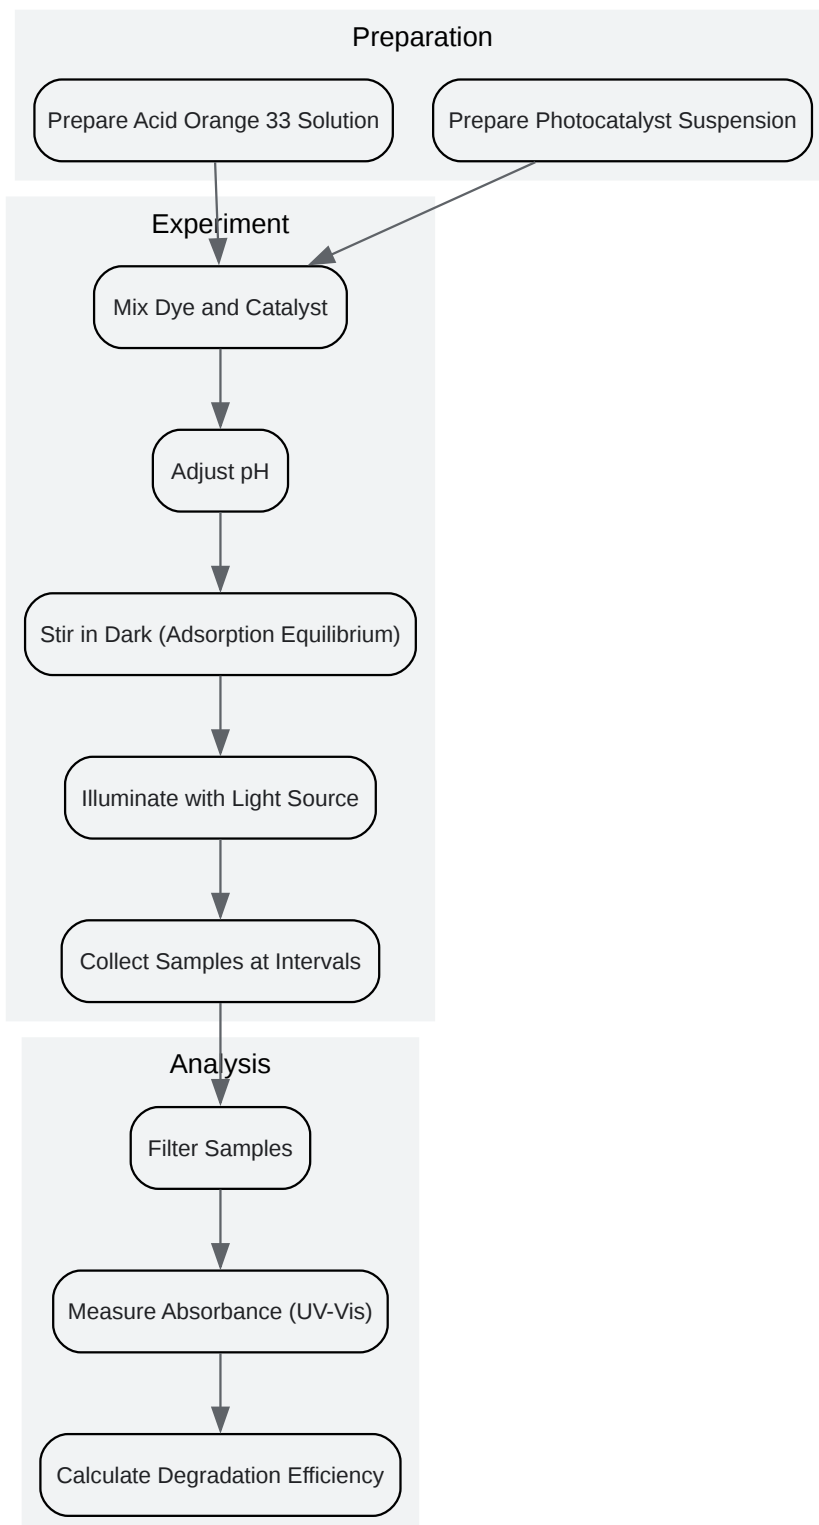 Preparation
Prepare Acid Orange 33 Solution
Prepare Photocatalyst Suspension
Experiment
Mix Dye and Catalyst
Adjust pH
Stir in Dark (Adsorption Equilibrium)
Illuminate with Light Source
Collect Samples at Intervals
Analysis
Filter Samples
Measure Absorbance (UV-Vis)
Calculate Degradation Efficiency